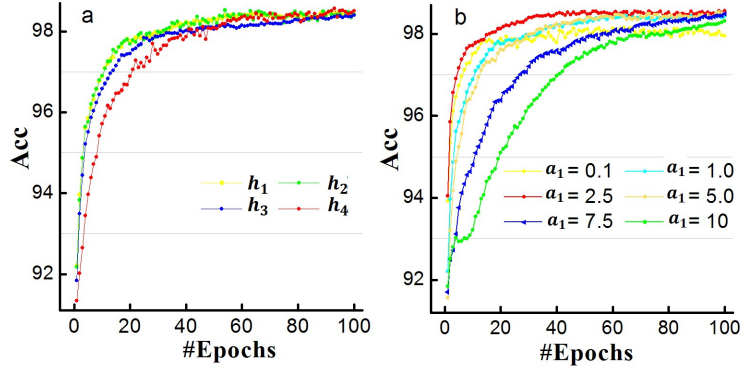 a
98
96
94
92
Acc
h1 h2
h3 h4
0 20 40 60 80 100
#Epochs
b
98
96
94
92
Acc
a1 = 0.1 a1 = 1.0
a1 = 2.5 a1 = 5.0
a1 = 7.5 a1 = 10
0 20 40 60 80 100
#Epochs